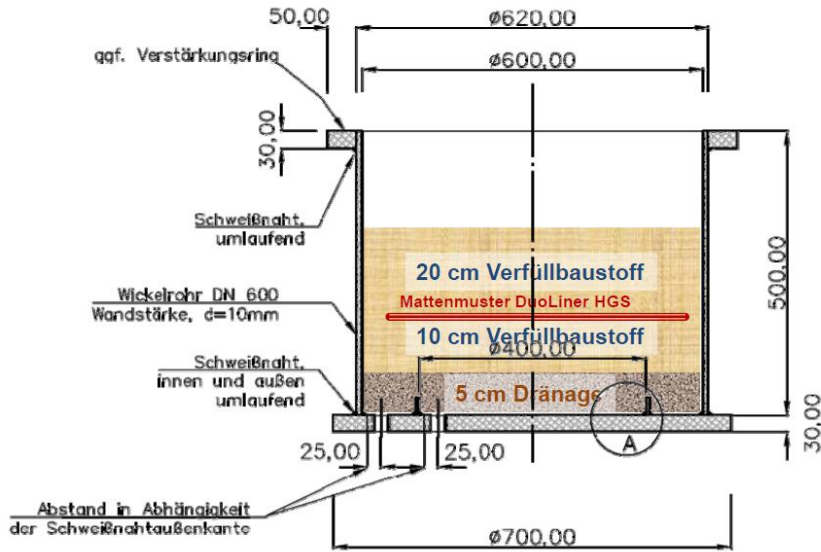 50,00
ø620,00
ø600,00
ggf. Verstärkungsring
30,00
Schweißnaht,
umlaufend
20 cm Verfüllbaustoff
Mattenmuster DuoLiner HGS
500,00
Wickelrohr DN 600
Wandstärke, d=10mm
10 cm Verfüllbaustoff
ø400,00
Schweißnaht,
innen und außen
umlaufend
5 cm Dränage
A
30,00
25,00
25,00
Abstand in Abhängigkeit
der Schweißnahtaußenkante
ø700,00